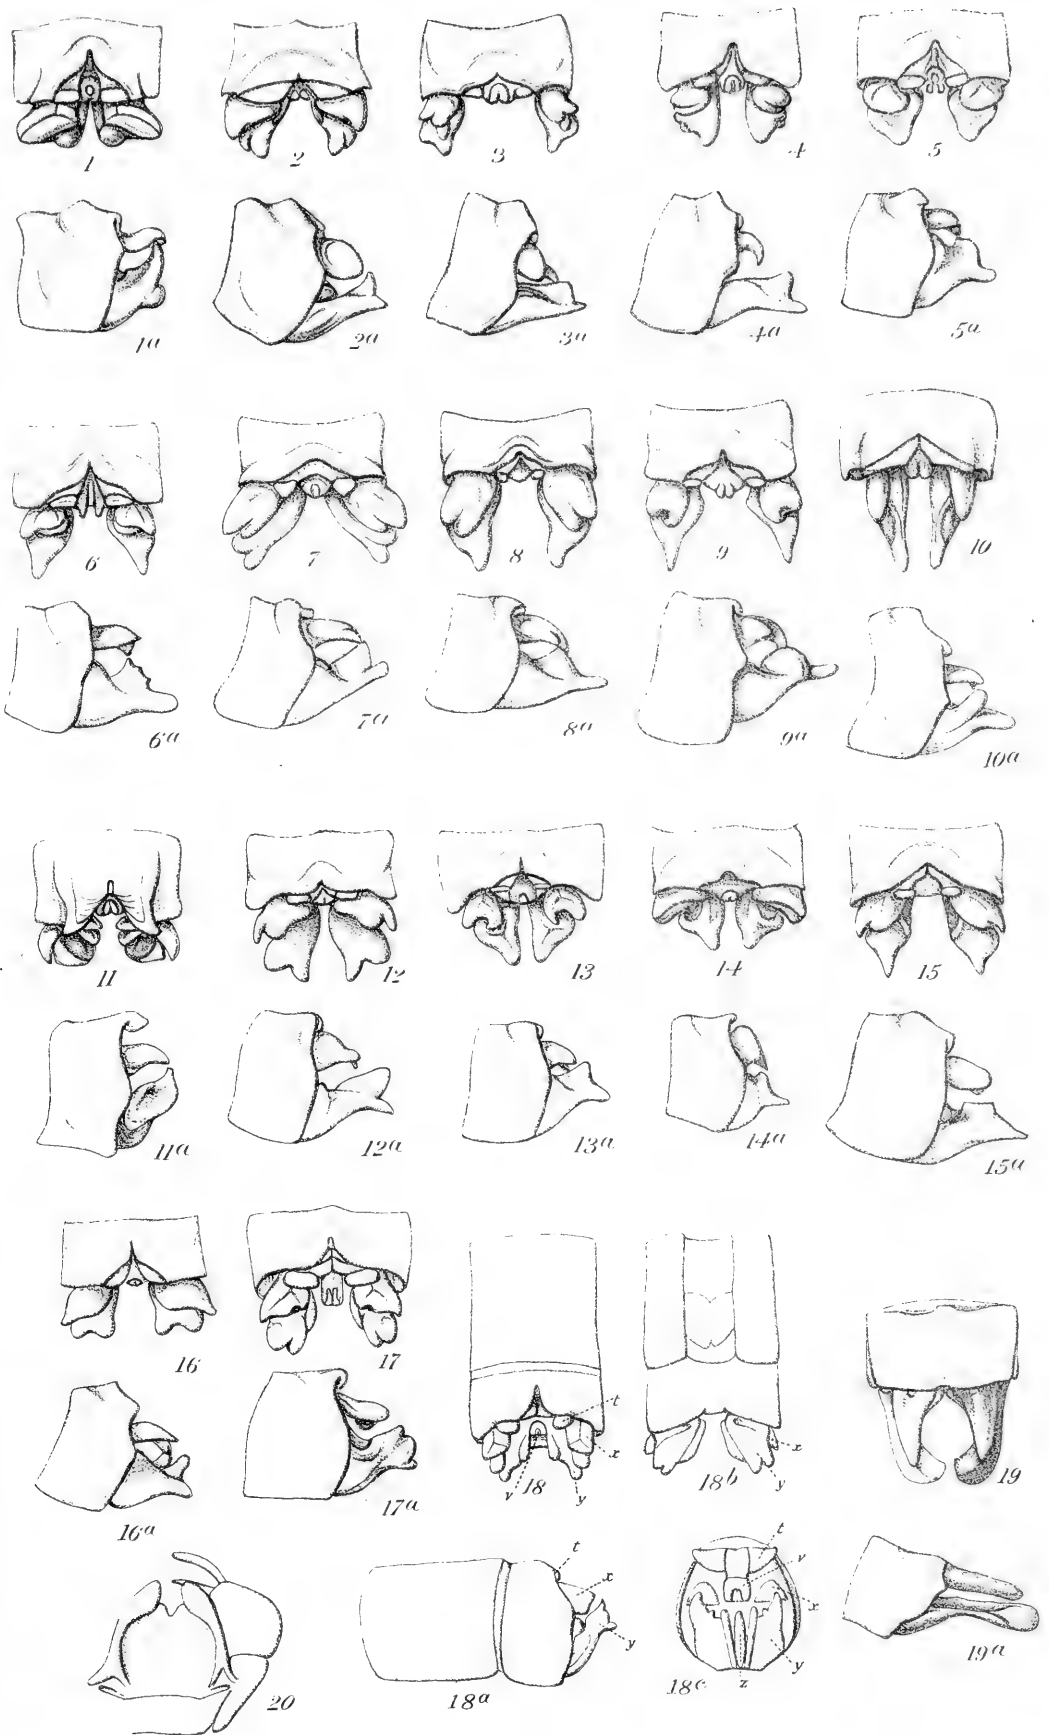 1 2 3 4 5
1a 2a 3a 4a 5a
6 7 8 9 10
6a 7a 8a 9a 10a
11 12 13 14 15
11a 12a 13a 14a 15a
16 17 t x v 18 y x 18b y 19
16a 17a
20 t x y 18a t v x y 18c z 19a